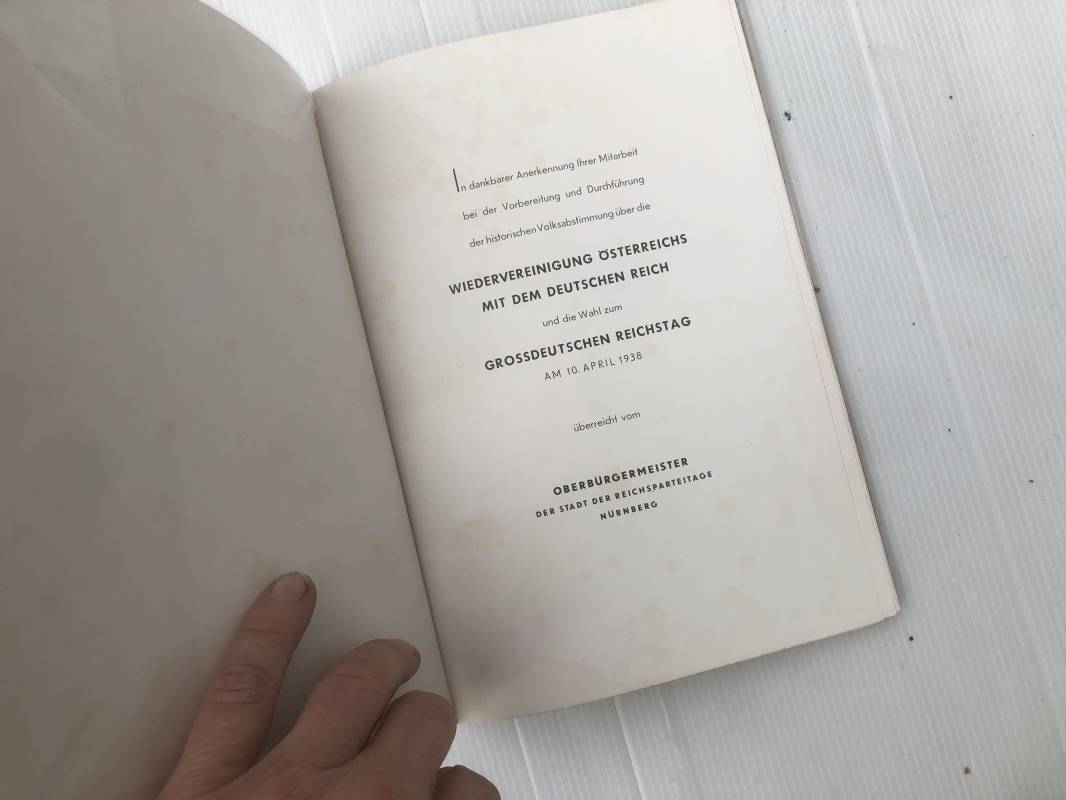 In dankbarer Anerkennung Ihrer Mitarbeit
bei der Vorbereitung und Durchführung
der historischen Volksabstimmung über die
WIEDERVEREINIGUNG ÖSTERREICHS
MIT DEM DEUTSCHEN REICH
und die Wahl zum
GROSSDEUTSCHEN REICHSTAG
AM 10. APRIL 1938
überreicht vom
OBERBÜRGERMEISTER
DER STADT DER REICHSPARTEITAGE
NÜRNBERG